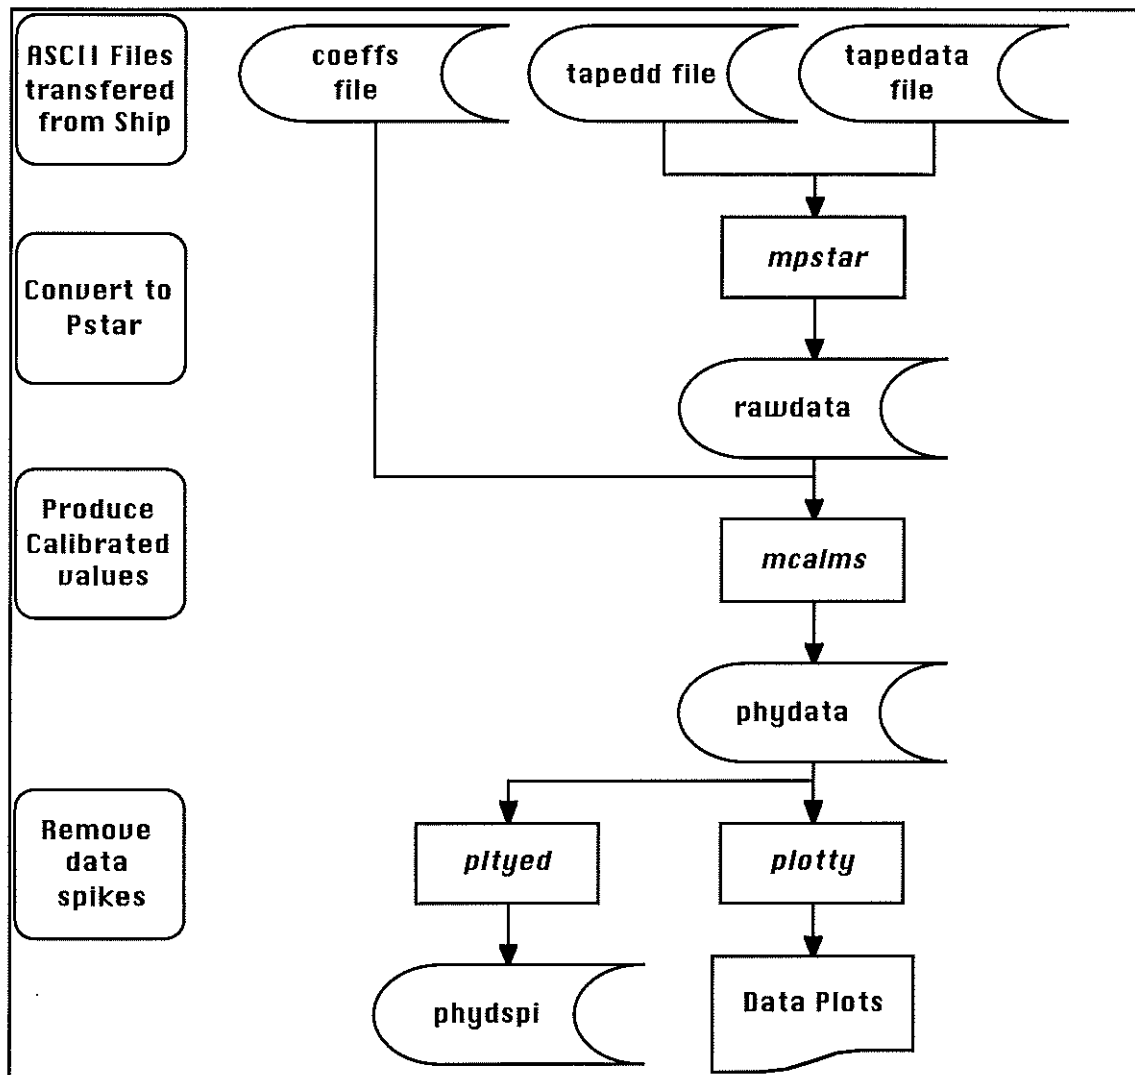 ASCII Files
transfered
from Ship
coeffs
file
tapedd file
tapedata
file
mpstar
Convert to
Pstar
rawdata
Produce
Calibrated
values
mcalms
phydata
Remove
data
spikes
pltyed
plotty
phydspi
Data Plots